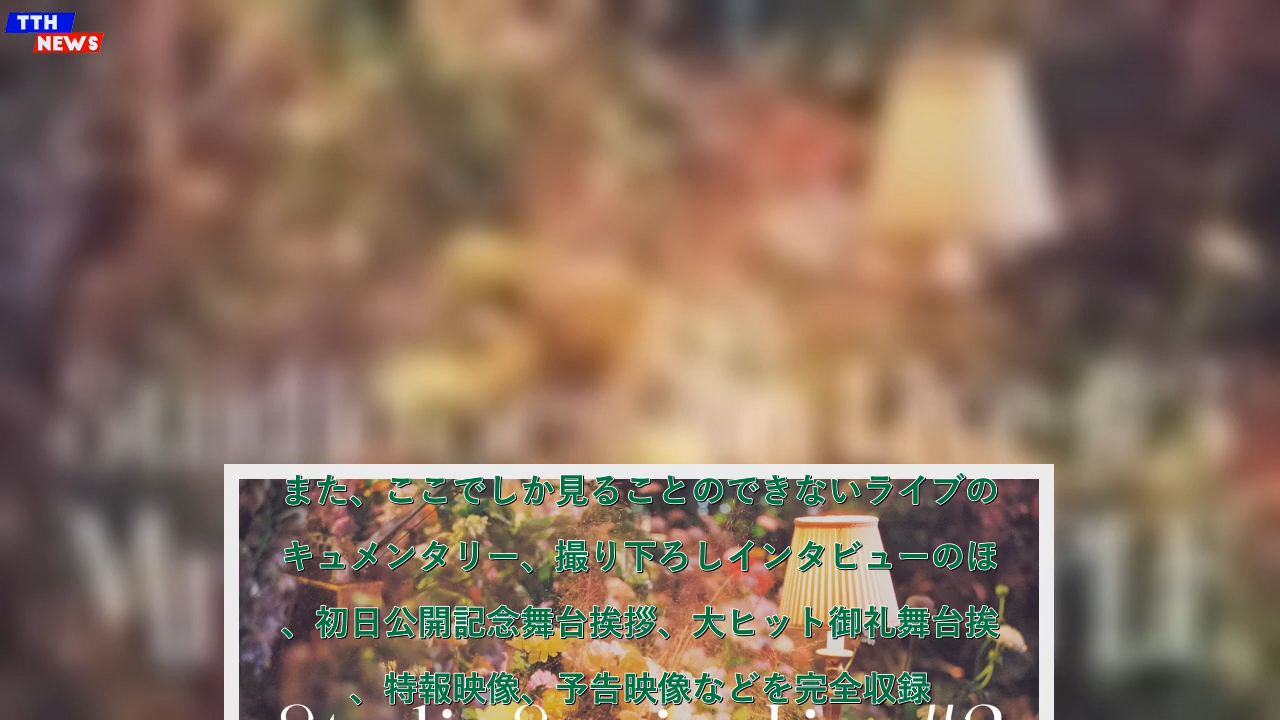 TTH
NEWS
また、ここでしか見ることのできないライブの
キュメンタリー、撮り下ろしインタビューのほ
、初日公開記念舞台挨拶、大ヒット御礼舞台挨
、特報映像、予告映像などを完全収録